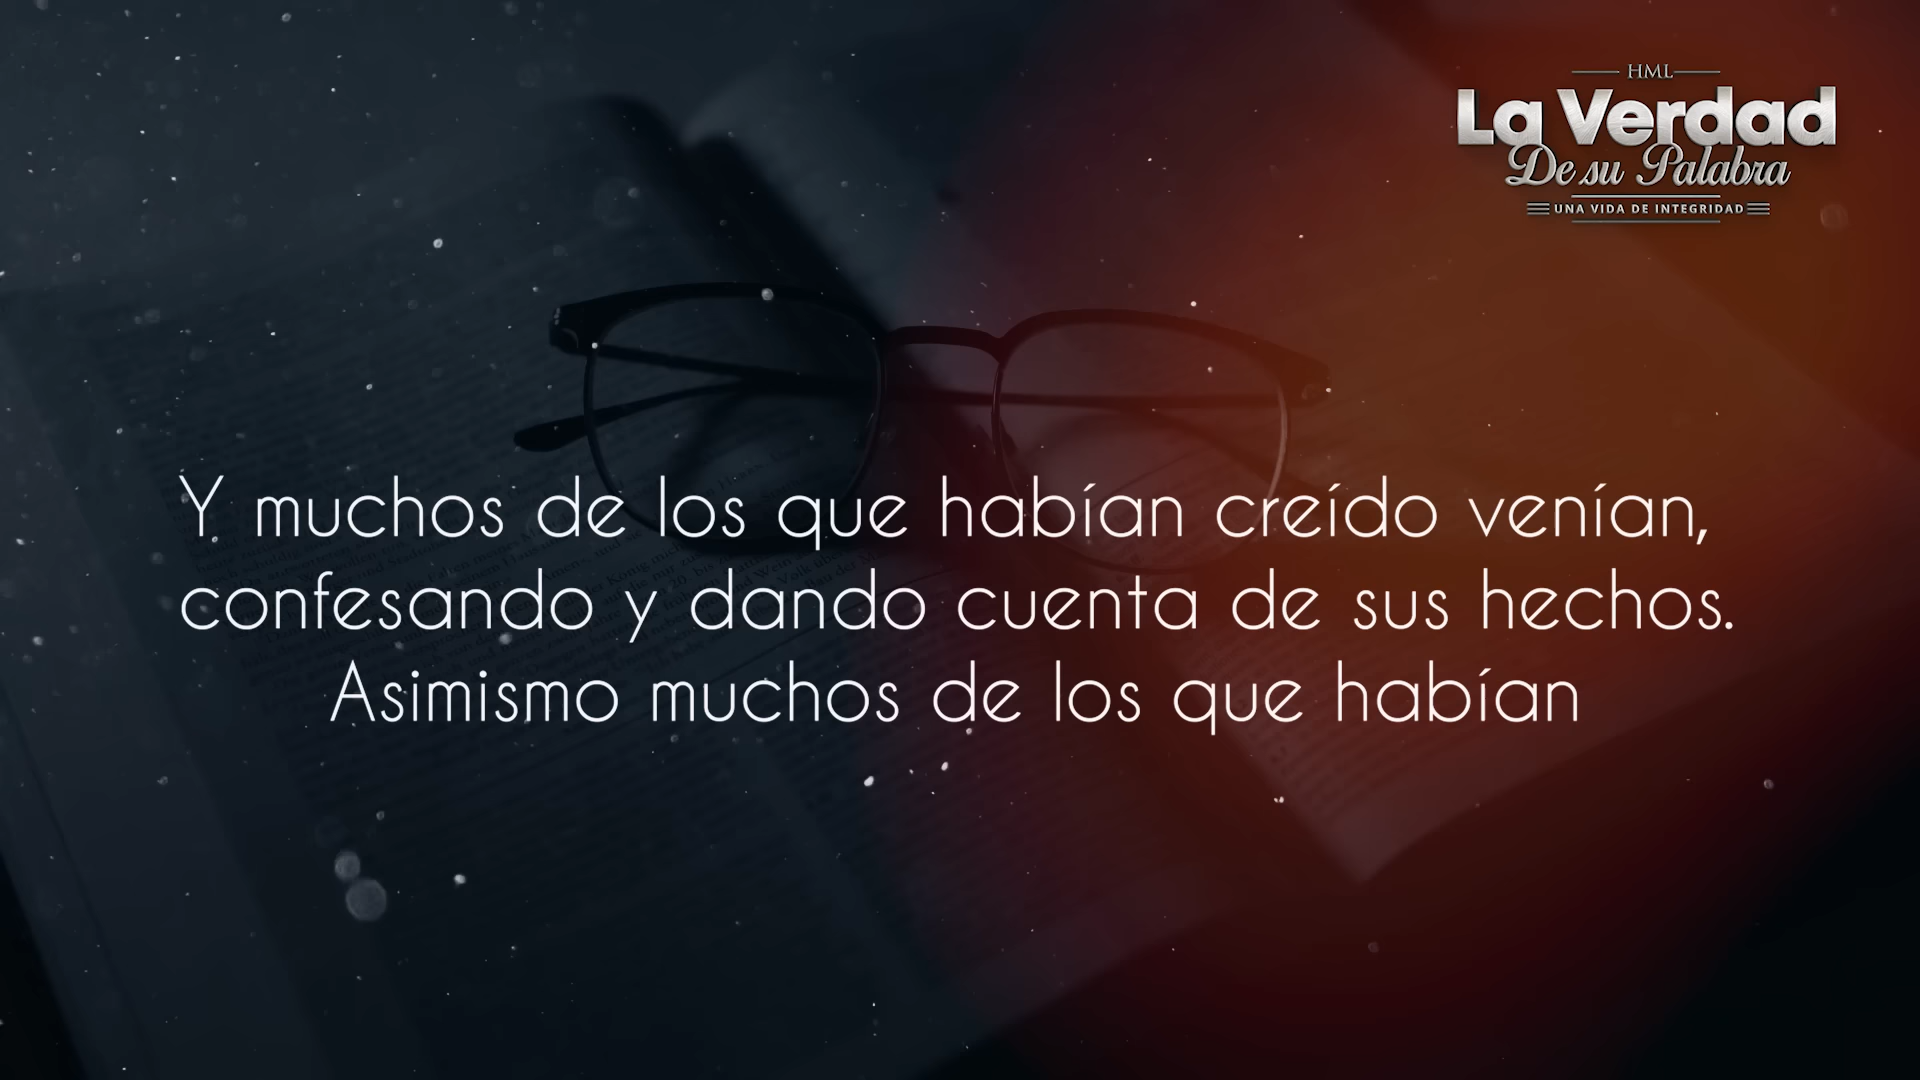 HML
La Verdad
De su Palabra
UNA VIDA DE INTEGRIDAD
Y muchos de los que habían creído venían,
confesando y dando cuenta de sus hechos.
Asimismo muchos de los que habían